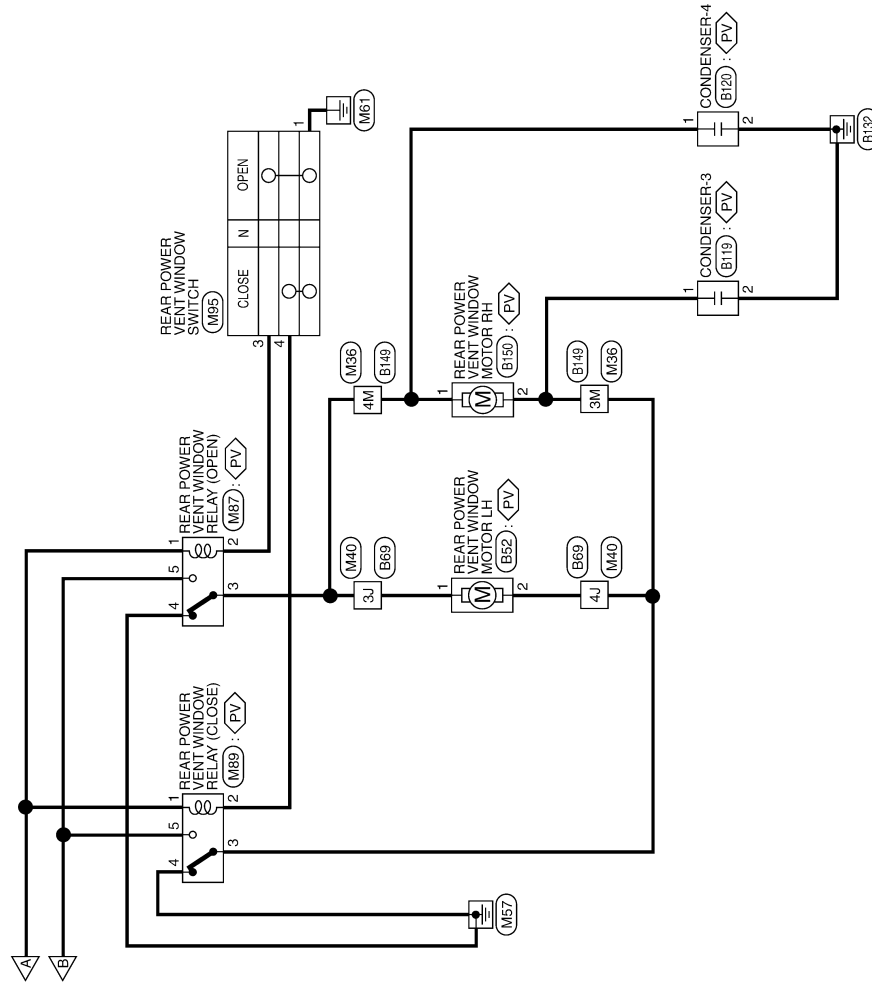 A
B
REAR POWER
VENT WINDOW
RELAY (CLOSE)
M89 : PV
1
5
4
2
3
REAR POWER
VENT WINDOW
RELAY (OPEN)
M87 : PV
1
5
4
2
3
REAR POWER
VENT WINDOW
SWITCH
M95
CLOSE N OPEN
3
4
1
M61
M57
M40
3J
B69
REAR POWER
VENT WINDOW
MOTOR LH
B52 : PV
1
M
2
B69
4J
M40
M36
4M
B149
REAR POWER
VENT WINDOW
MOTOR RH
B150 : PV
1
M
2
B149
3M
M36
CONDENSER-3
B119 : PV
1
2
CONDENSER-4
B120 : PV
1
2
B132